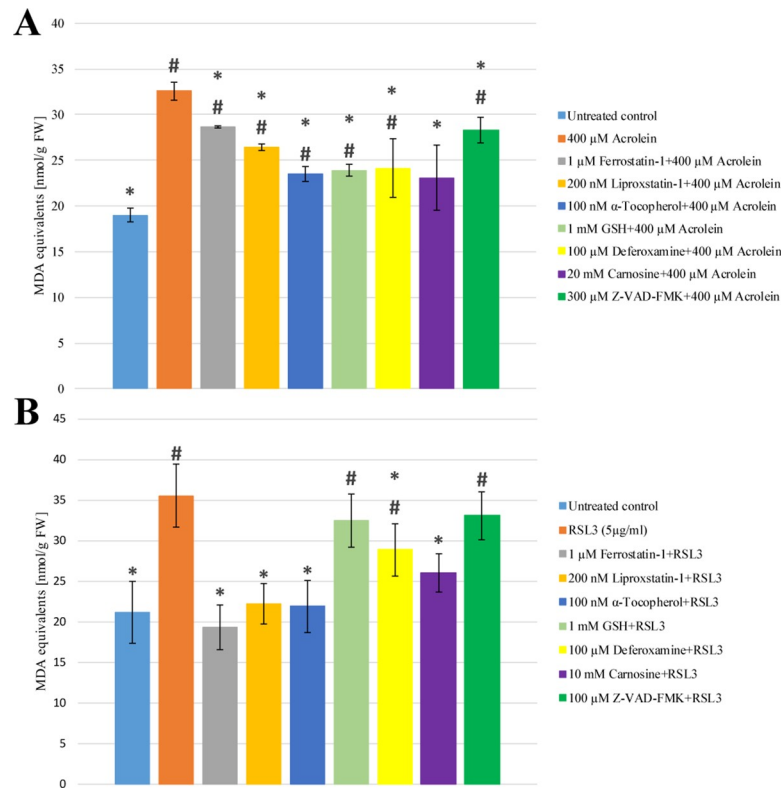 A
MDA equivalents [nmol/g FW]
40
35
30
25
20
15
10
5
0
*
#
*
#
*
#
*
#
*
#
*
#
*
*
#
Untreated control
400 µM Acrolein
1 µM Ferrostatin-1+400 µM Acrolein
200 nM Liproxstatin-1+400 µM Acrolein
100 nM α-Tocopherol+400 µM Acrolein
1 mM GSH+400 µM Acrolein
100 µM Deferoxamine+400 µM Acrolein
20 mM Carnosine+400 µM Acrolein
300 µM Z-VAD-FMK+400 µM Acrolein
B
MDA equivalents [nmol/g FW]
45
40
35
30
25
20
15
10
5
0
*
#
*
*
*
#
*
#
*
#
Untreated control
RSL3 (5µg/ml)
1 µM Ferrostatin-1+RSL3
200 nM Liproxstatin-1+RSL3
100 nM α-Tocopherol+RSL3
1 mM GSH+RSL3
100 µM Deferoxamine+RSL3
10 mM Carnosine+RSL3
100 µM Z-VAD-FMK+RSL3